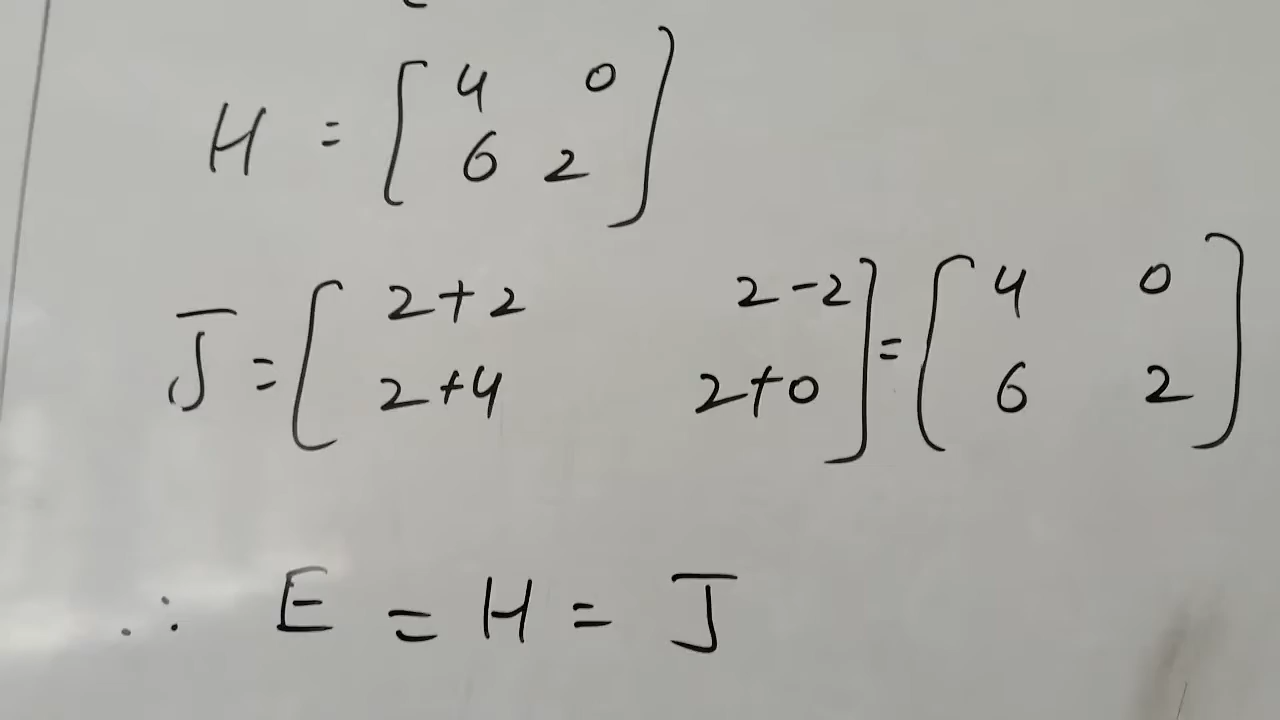 H = [ 4 0
6 2 ]
J = [ 2+2 2-2
2+4 2+0 ] = [ 4 0
6 2 ]
∴ E = H = J